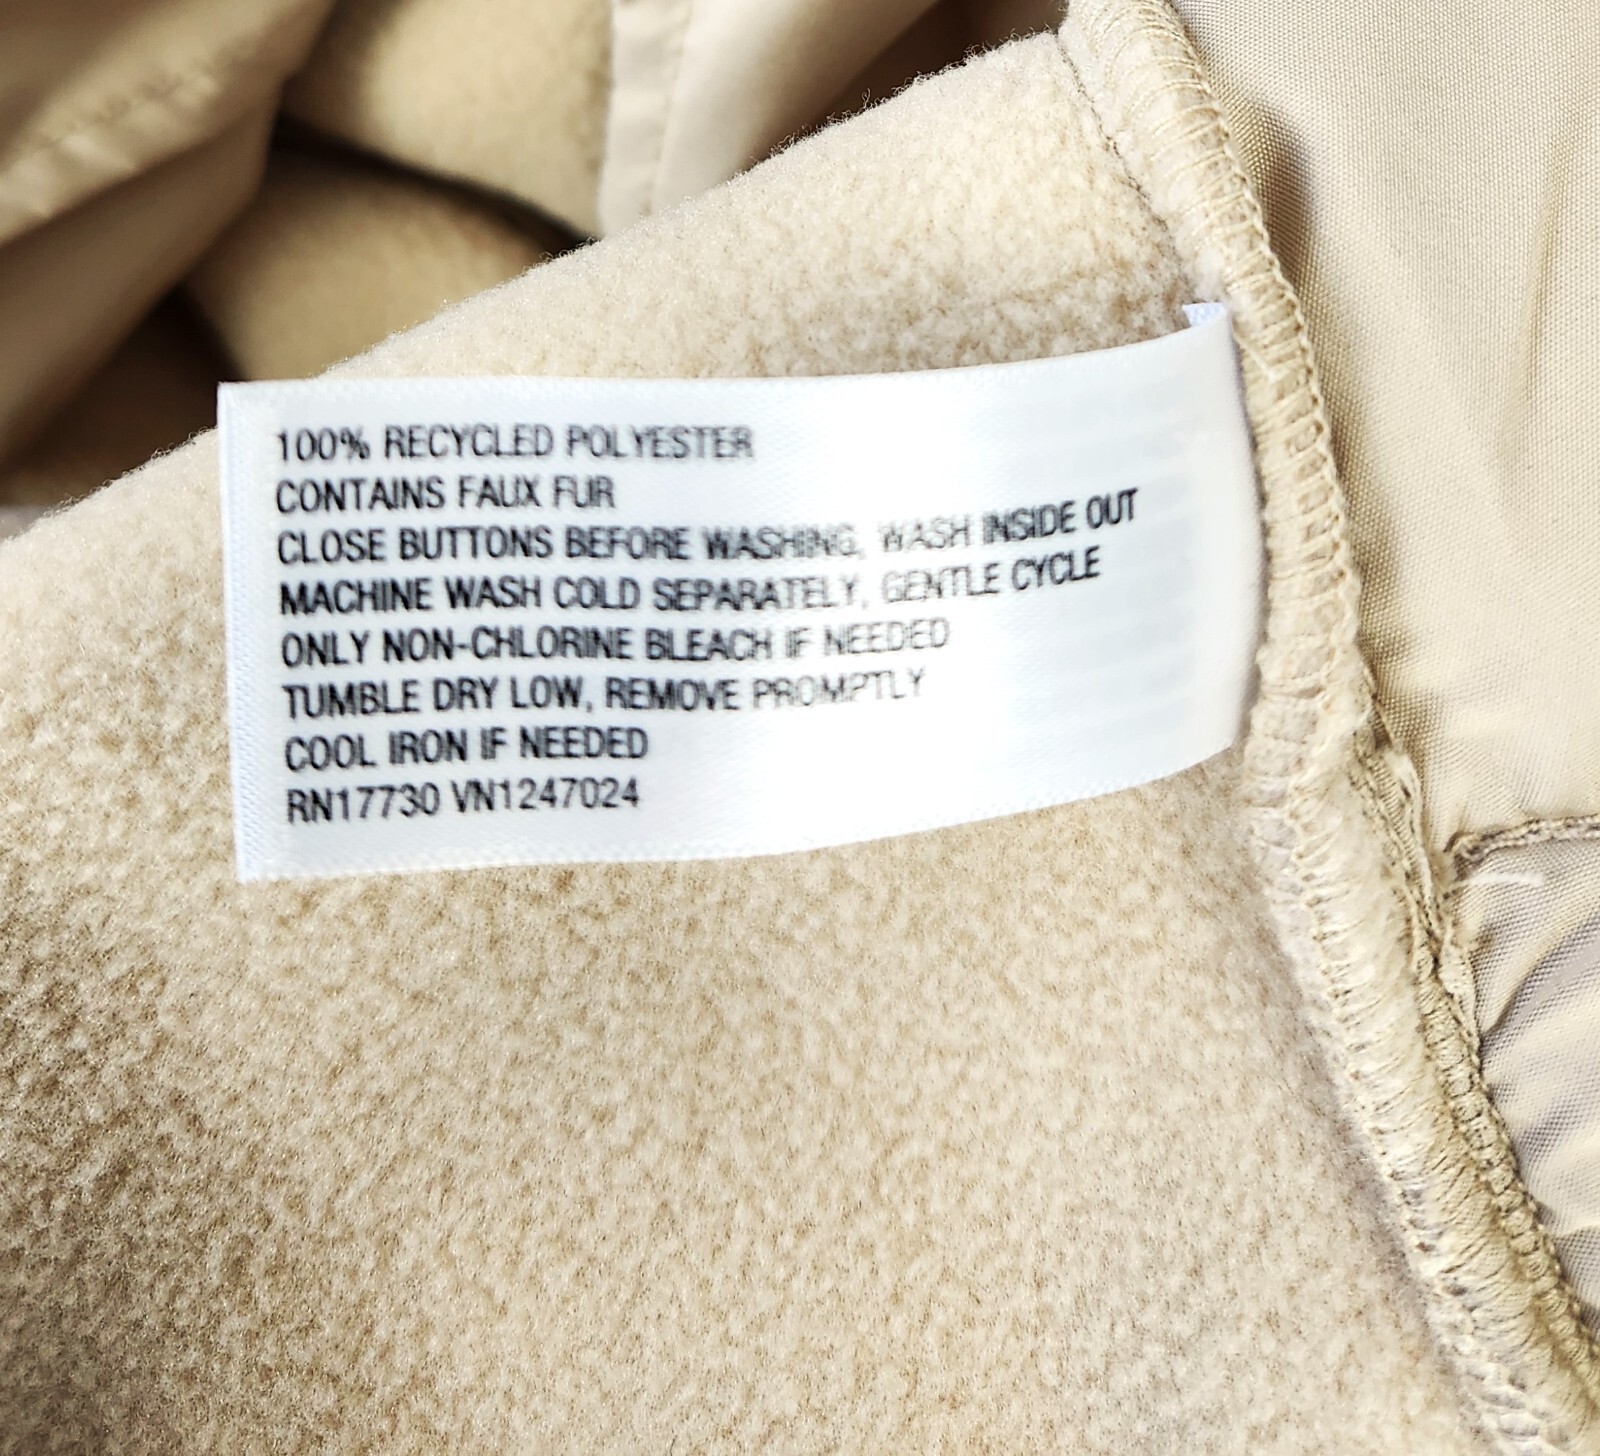 100% RECYCLED POLYESTER
CONTAINS FAUX FUR
CLOSE BUTTONS BEFORE WASHING, WASH INSIDE OUT
MACHINE WASH COLD SEPARATELY, GENTLE CYCLE
ONLY NON-CHLORINE BLEACH IF NEEDED
TUMBLE DRY LOW, REMOVE PROMPTLY
COOL IRON IF NEEDED
RN17730 VN1247024